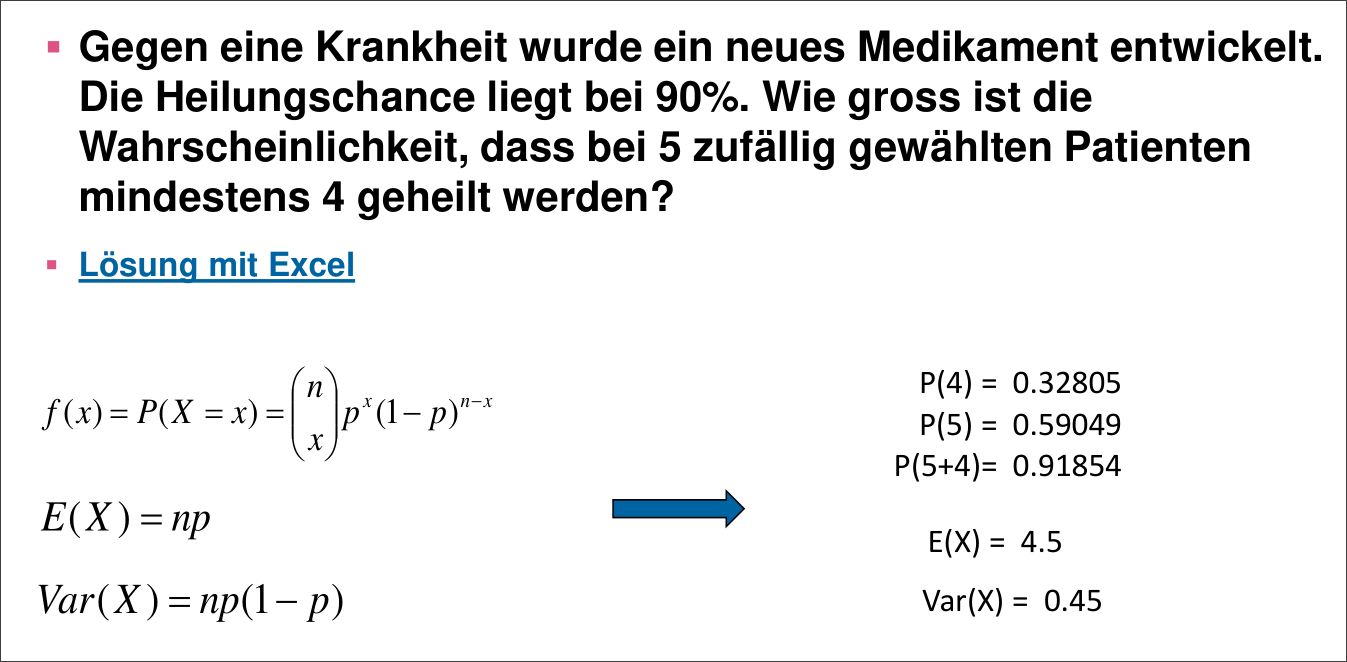 ▪ Gegen eine Krankheit wurde ein neues Medikament entwickelt.
Die Heilungschance liegt bei 90%. Wie gross ist die
Wahrscheinlichkeit, dass bei 5 zufällig gewählten Patienten
mindestens 4 geheilt werden?
▪ Lösung mit Excel
f(x) = P(X = x) = (n x) p^x (1 − p)^{n−x}
E(X) = np
Var(X) = np(1 − p)
P(4) = 0.32805
P(5) = 0.59049
P(5+4)= 0.91854
E(X) = 4.5
Var(X) = 0.45